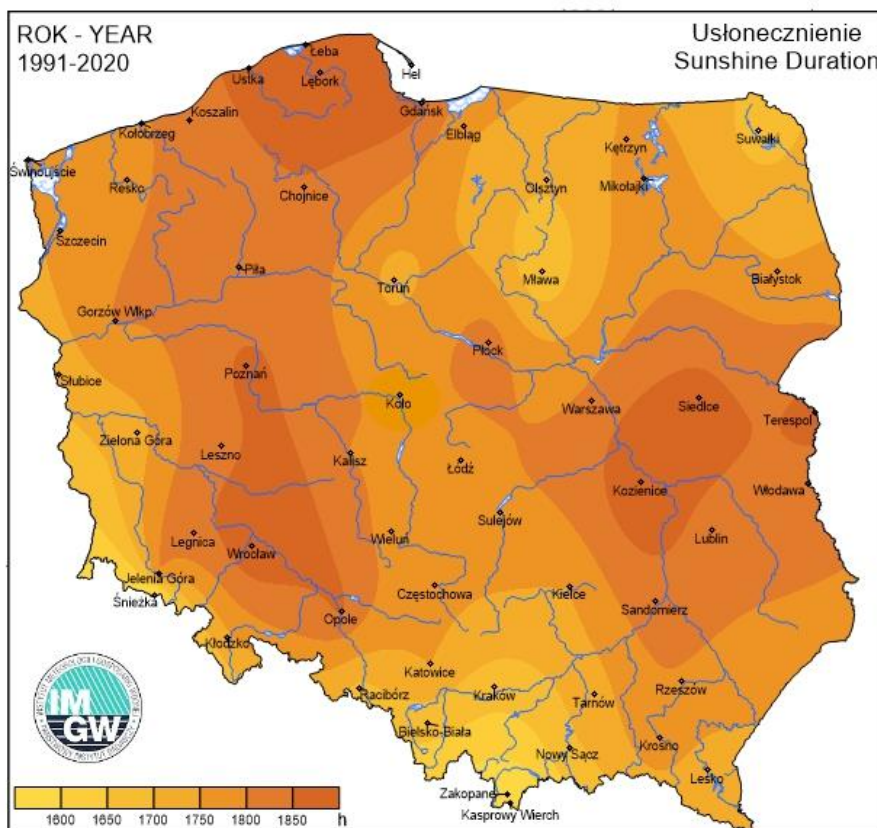 ROK - YEAR
1991-2020
Usłonecznienie
Sunshine Duration
Łeba
Ustka
Lębork
Hel
Gdańsk
Koszalin
Kołobrzeg
Elbląg
Suwałki
Kętrzyn
Świnoujście
Resko
Chojnice
Olsztyn
Mikołajki
Szczecin
Piła
Toruń
Mława
Białystok
Gorzów Wlkp.
Płock
Słubice
Poznań
Koło
Warszawa
Siedlce
Terespol
Zielona Góra
Leszno
Kalisz
Łódź
Kozienice
Włodawa
Sulejów
Legnica
Wrocław
Wieluń
Lublin
Jelenia Góra
Śnieżka
Częstochowa
Kielce
Sandomierz
Opole
Kłodzko
Katowice
Racibórz
Kraków
Tarnów
Rzeszów
Bielsko-Biała
Nowy Sącz
Krosno
Lesko
Zakopane
Kasprowy Wierch
IM
GW
1600 1650 1700 1750 1800 1850 h